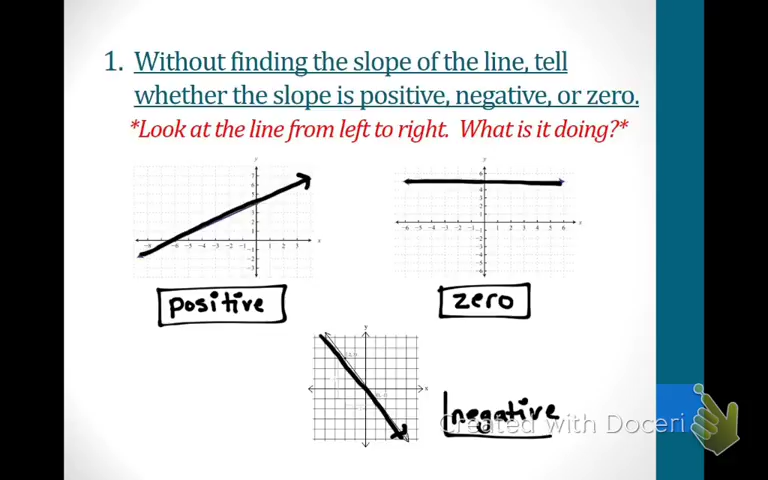 1. Without finding the slope of the line, tell
whether the slope is positive, negative, or zero.
*Look at the line from left to right. What is it doing?*
positive
zero
negative
Created with Doceri